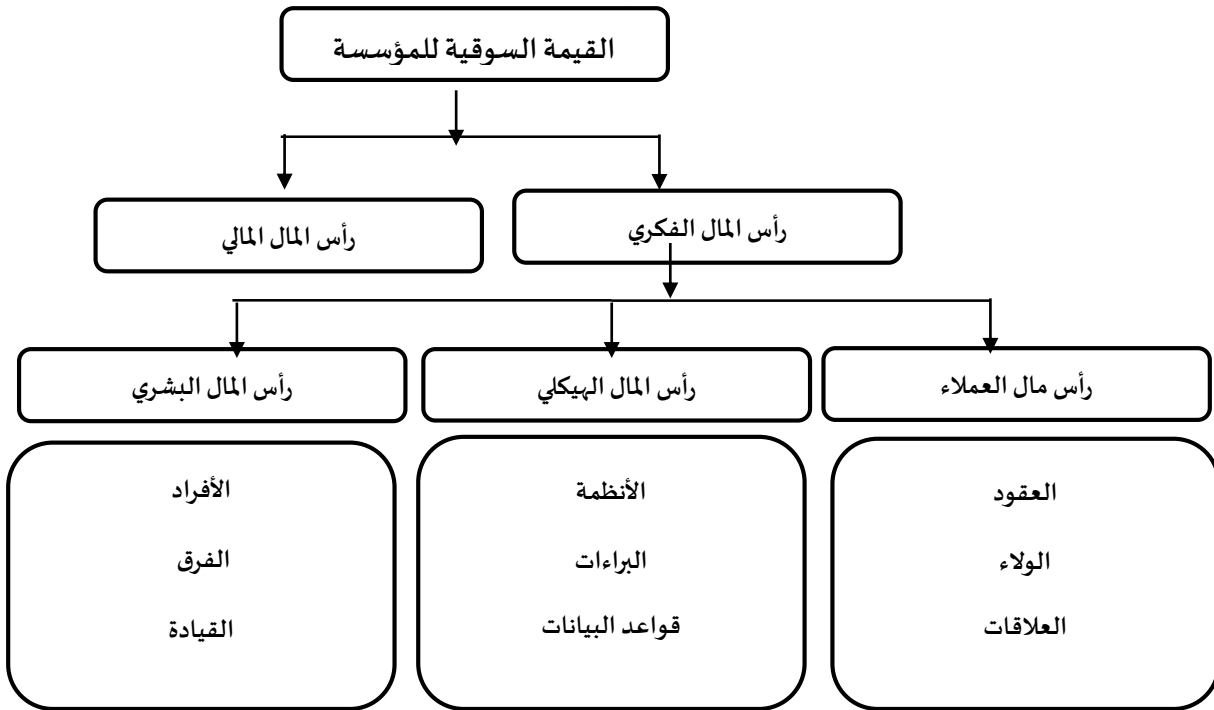 القيمة السوقية للمؤسسة
رأس المال الفكري
رأس المال المالي
رأس مال العملاء
رأس المال الهيكلي
رأس المال البشري
العقود
الولاء
العلاقات
الأنظمة
البراءات
قواعد البيانات
الأفراد
الفرق
القيادة